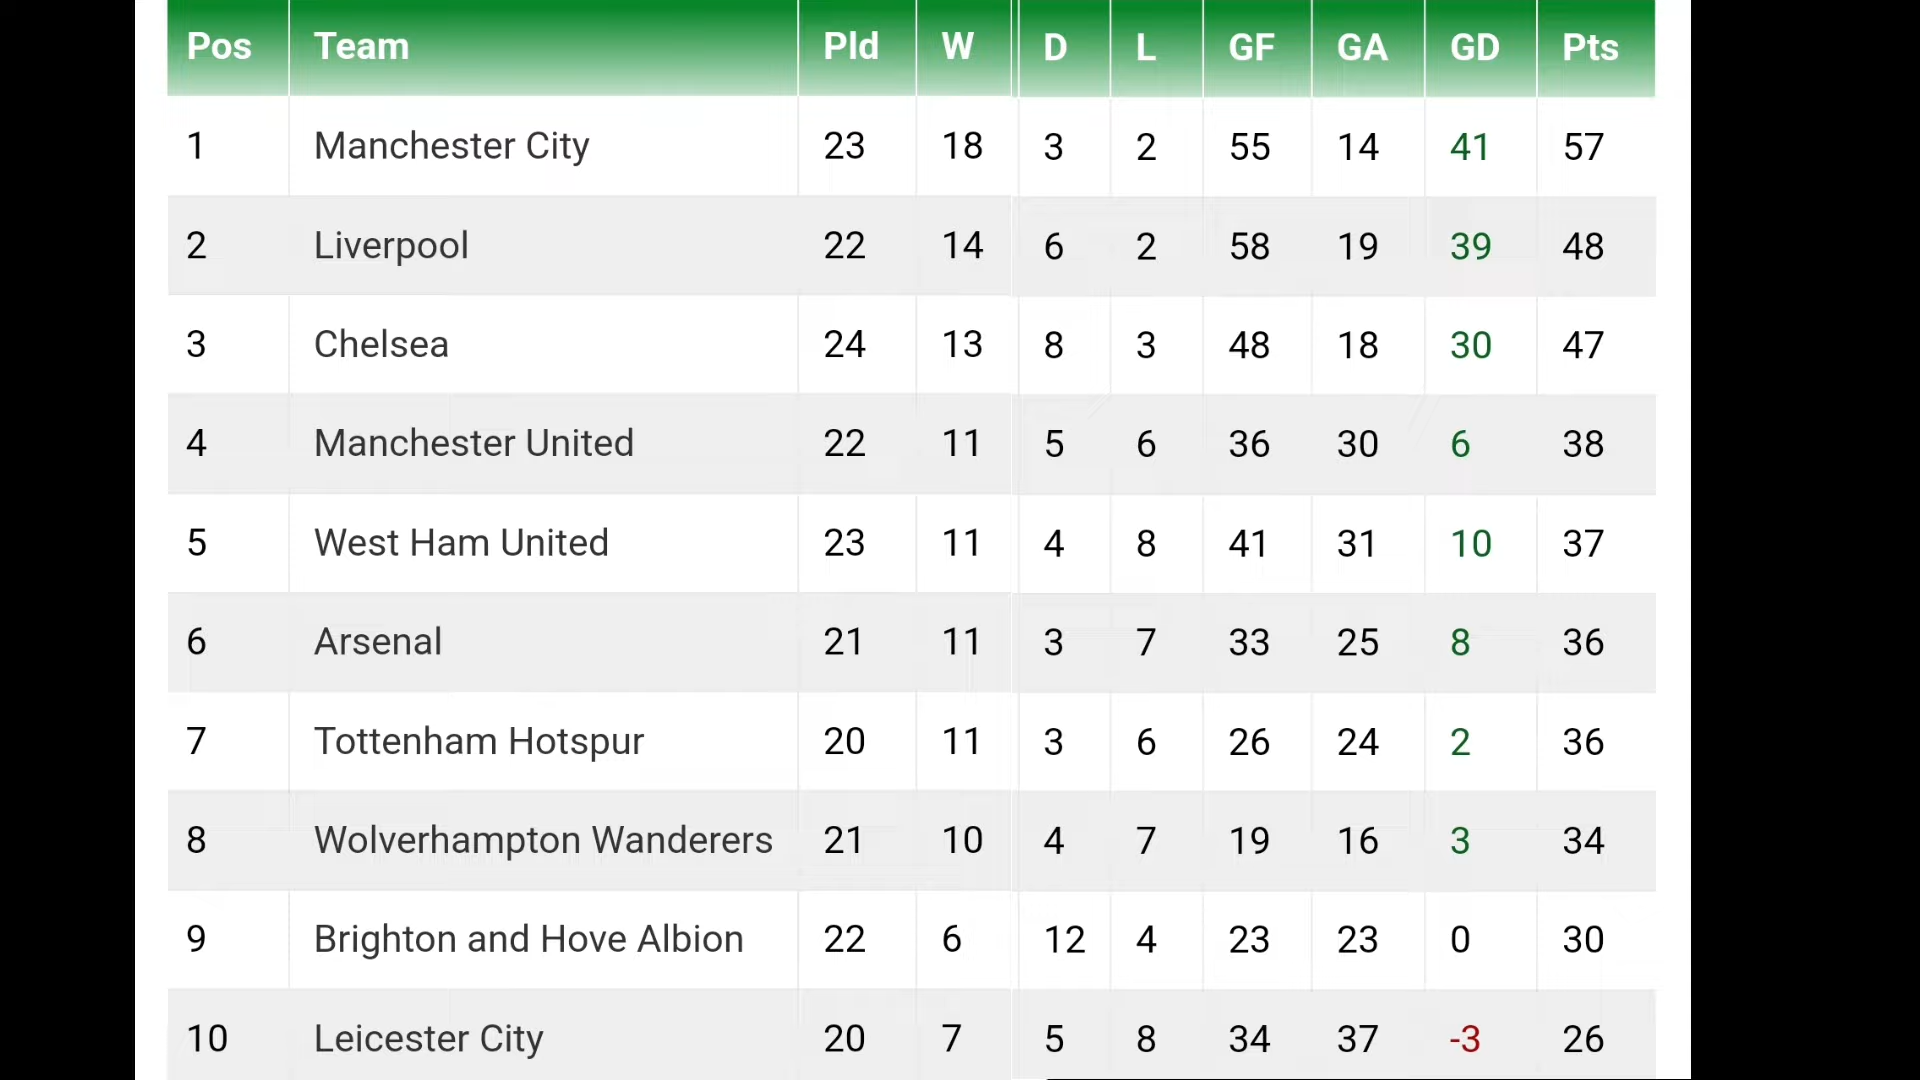 Pos Team Pld W D L GF GA GD Pts
1 Manchester City 23 18 3 2 55 14 41 57
2 Liverpool 22 14 6 2 58 19 39 48
3 Chelsea 24 13 8 3 48 18 30 47
4 Manchester United 22 11 5 6 36 30 6 38
5 West Ham United 23 11 4 8 41 31 10 37
6 Arsenal 21 11 3 7 33 25 8 36
7 Tottenham Hotspur 20 11 3 6 26 24 2 36
8 Wolverhampton Wanderers 21 10 4 7 19 16 3 34
9 Brighton and Hove Albion 22 6 12 4 23 23 0 30
10 Leicester City 20 7 5 8 34 37 -3 26